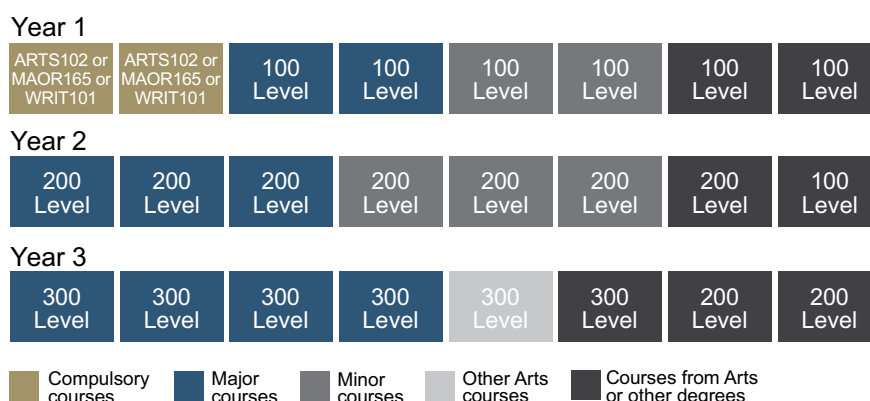 Year 1
ARTS102 or MAOR165 or WRIT101
ARTS102 or MAOR165 or WRIT101
100 Level
100 Level
100 Level
100 Level
100 Level
100 Level
Year 2
200 Level
200 Level
200 Level
200 Level
200 Level
200 Level
200 Level
100 Level
Year 3
300 Level
300 Level
300 Level
300 Level
300 Level
300 Level
200 Level
200 Level
Compulsory courses
Major courses
Minor courses
Other Arts courses
Courses from Arts or other degrees